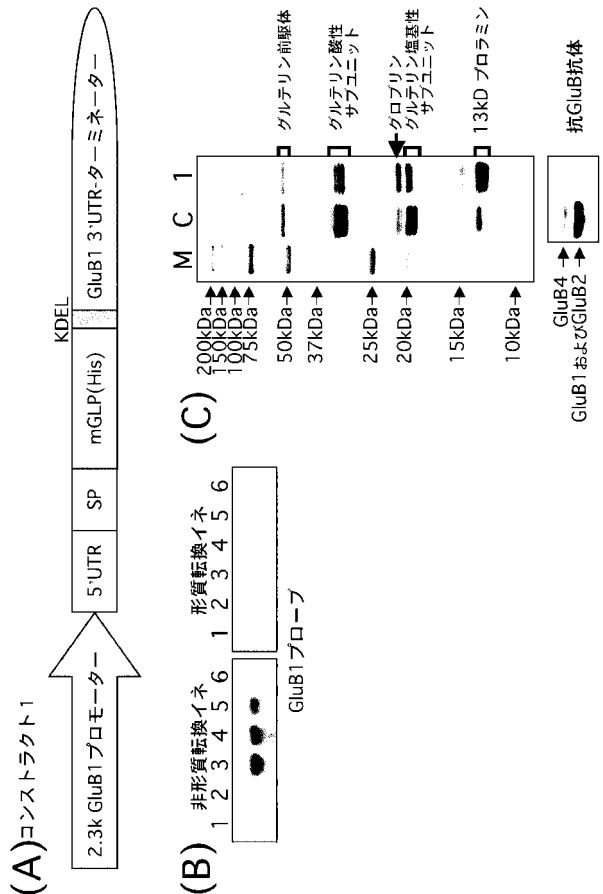 (A)
コンストラクト1
2.3k GluB1プロモーター
5'UTR
SP
mGLP(His)
KDEL
GluB1 3'UTR-ターミネーター
(B)
非形質転換イネ
1 2 3 4 5 6
形質転換イネ
1 2 3 4 5 6
GluB1プローブ
(C)
M C 1
200kDa
150kDa
100kDa
75kDa
50kDa
37kDa
25kDa
20kDa
15kDa
10kDa
グルテリン前駆体
グルテリン酸性
サブユニット
グロブリン
グルテリン塩基性
サブユニット
13kD プロラミン
GluB4
GluB1およびGluB2
抗GluB抗体